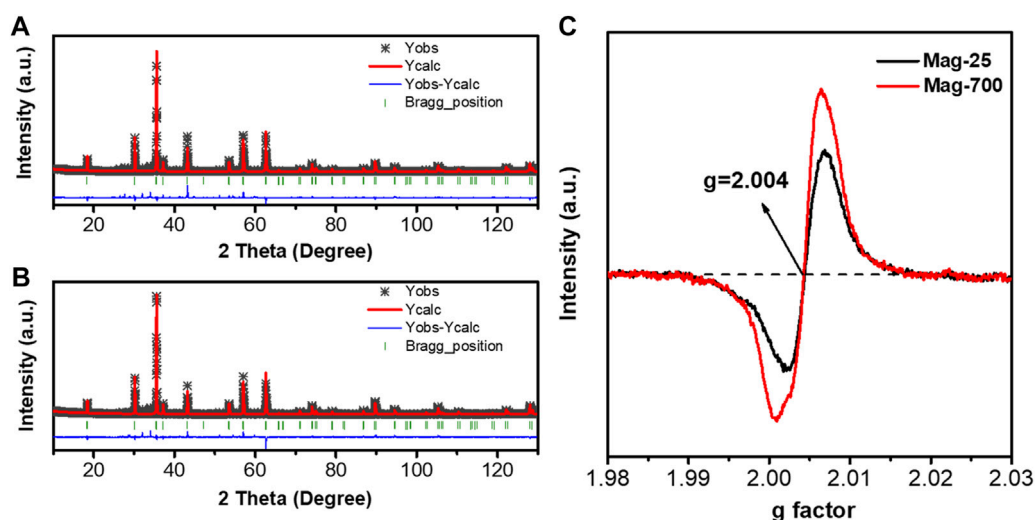 A
Intensity (a.u.)
Yobs
Ycalc
Yobs-Ycalc
Bragg_position
20 40 60 80 100 120
2 Theta (Degree)
B
Intensity (a.u.)
Yobs
Ycalc
Yobs-Ycalc
Bragg_position
20 40 60 80 100 120
2 Theta (Degree)
C
Intensity (a.u.)
Mag-25
Mag-700
g=2.004
1.98 1.99 2.00 2.01 2.02 2.03
g factor